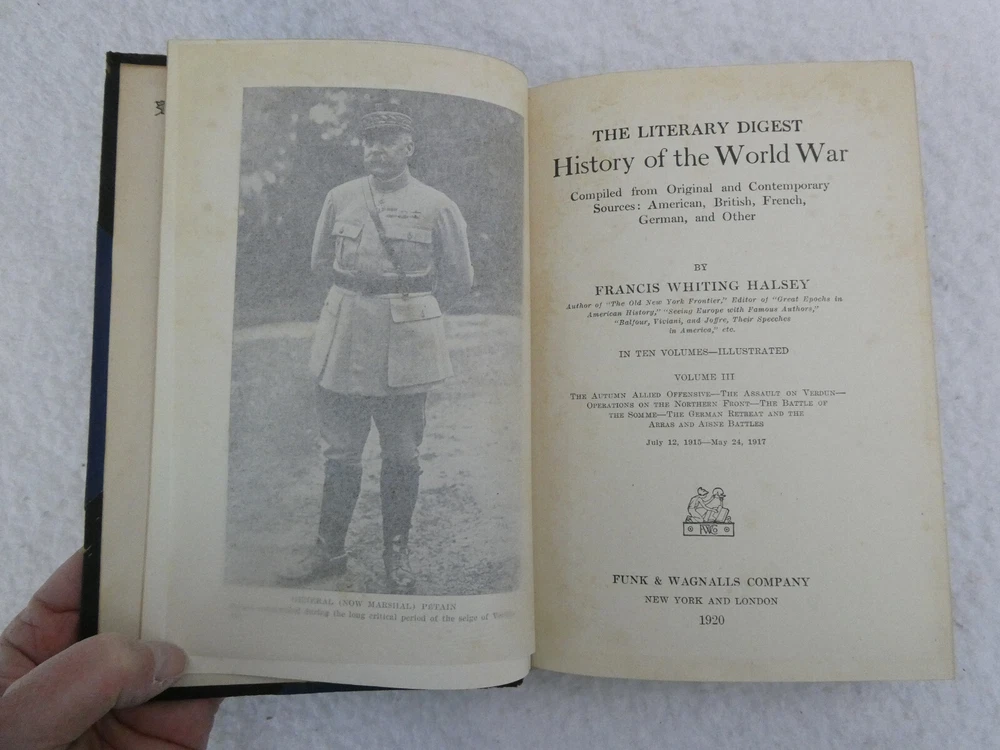 GENERAL (NOW MARSHAL) PÉTAIN
during the long critical period of the seige of
THE LITERARY DIGEST
History of the World War
Compiled from Original and Contemporary
Sources: American, British, French,
German, and Other
BY
FRANCIS WHITING HALSEY
Author of "The Old New York Frontier," Editor of "Great Epochs in
American History," "Seeing Europe with Famous Authors,"
"Balfour, Viviani, and Joffre, Their Speeches
in America," etc.
IN TEN VOLUMES—ILLUSTRATED
VOLUME III
The Autumn Allied Offensive—The Assault on Verdun—
Operations on the Northern Front—The Battle of
the Somme—The German Retreat and the
Arras and Aisne Battles
July 12, 1915—May 24, 1917
FUNK & WAGNALLS COMPANY
NEW YORK AND LONDON
1920